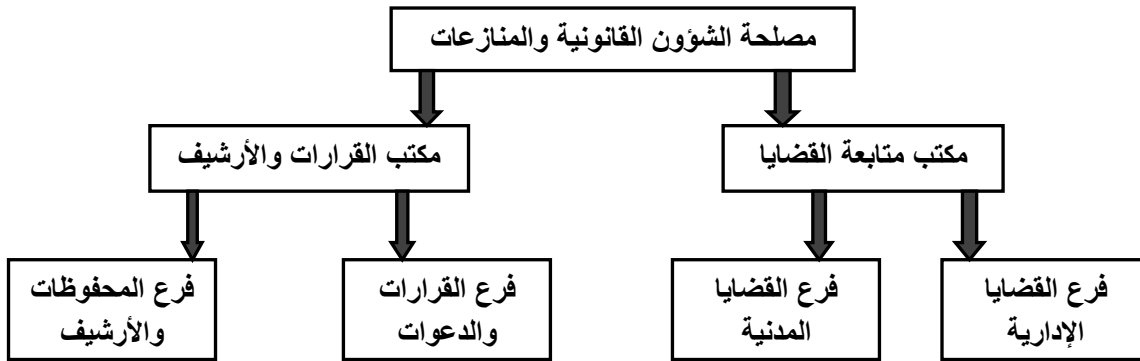 مصلحة الشؤون القانونية والمنازعات
مكتب متابعة القضايا
مكتب القرارات والأرشيف
فرع القضايا
الإدارية
فرع القضايا
المدنية
فرع القرارات
والدعوات
فرع المحفوظات
والأرشيف